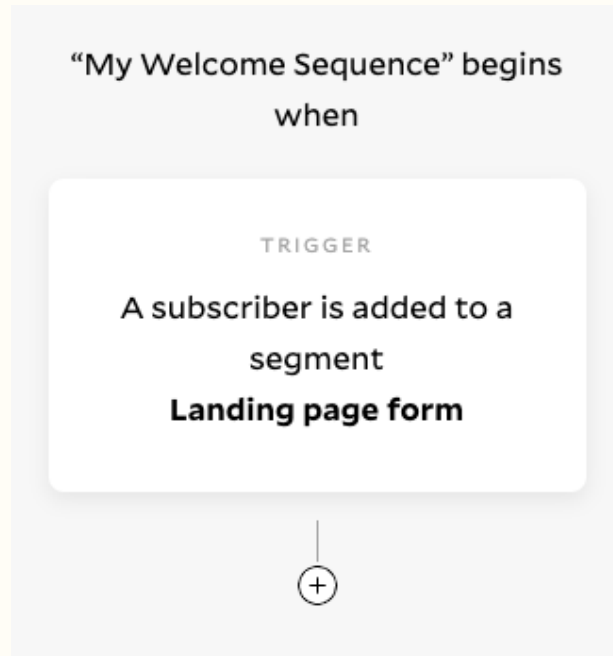 “My Welcome Sequence” begins
when
TRIGGER
A subscriber is added to a
segment
Landing page form